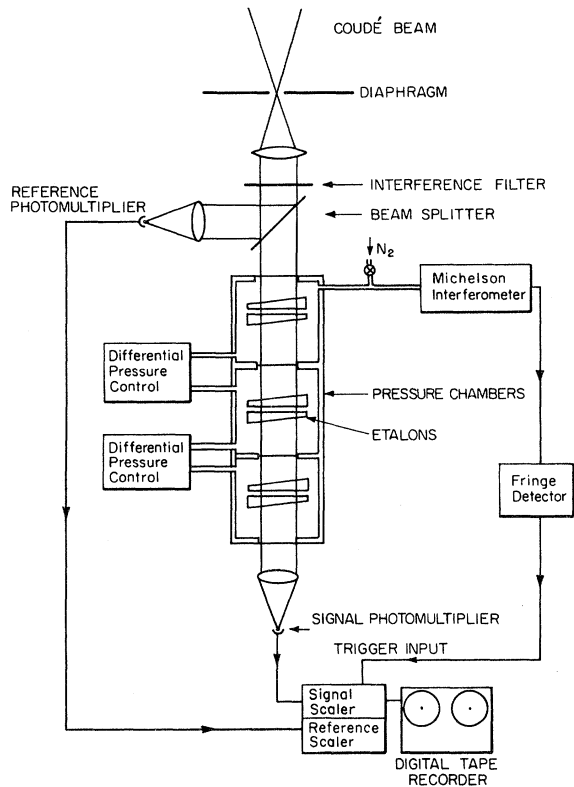 COUDÉ BEAM
DIAPHRAGM
INTERFERENCE FILTER
REFERENCE
PHOTOMULTIPLIER
BEAM SPLITTER
N2
Michelson
Interferometer
Differential
Pressure
Control
PRESSURE CHAMBERS
ETALONS
Differential
Pressure
Control
Fringe
Detector
SIGNAL PHOTOMULTIPLIER
TRIGGER INPUT
Signal
Scaler
Reference
Scaler
DIGITAL TAPE
RECORDER